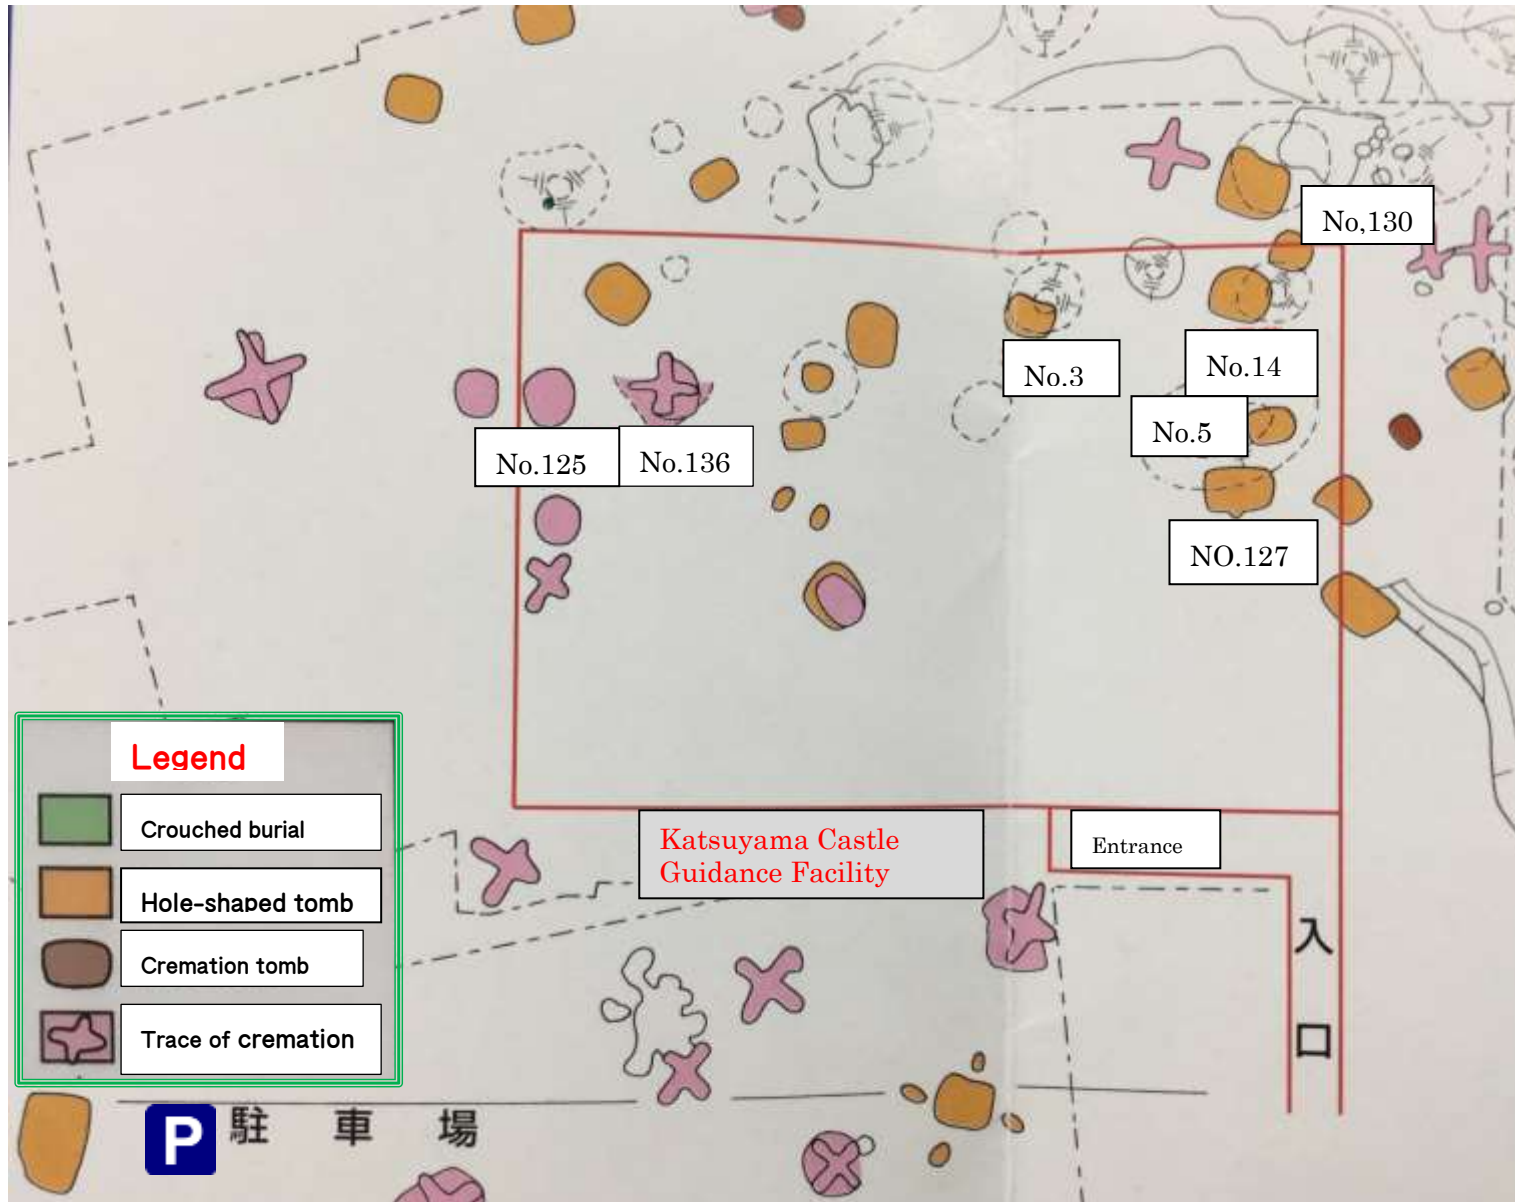 No,130
No.3
No.14
No.5
No.125
No.136
NO.127
Legend
Crouched burial
Hole-shaped tomb
Cremation tomb
Trace of cremation
Katsuyama Castle
Guidance Facility
Entrance
入口
P 駐車場